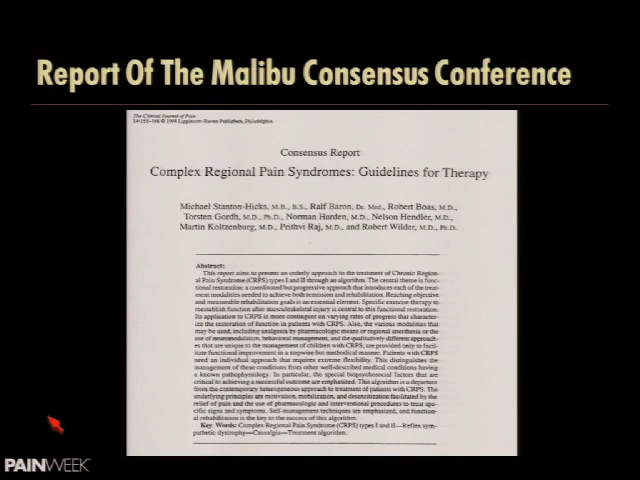 Report Of The Malibu Consensus Conference
The Clinical Journal of Pain
14:155–166 © 1998 Lippincott–Raven Publishers, Philadelphia
Consensus Report
Complex Regional Pain Syndromes: Guidelines for Therapy
Michael Stanton-Hicks, M.B., B.S., Ralf Baron, Dr. Med., Robert Boas, M.D.,
Torsten Gordh, M.D., Ph.D., Norman Harden, M.D., Nelson Hendler, M.D.,
Martin Koltzenburg, M.D., Prithvi Raj, M.D., and Robert Wilder, M.D., Ph.D.
Abstract:
This report aims to present an orderly approach to the treatment of Chronic Region-
al Pain Syndrome (CRPS) types I and II through an algorithm. The central theme is func-
tional restoration: a coordinated but progressive approach that introduces each of the treat-
ment modalities needed to achieve both remission and rehabilitation. Reaching objective
and measurable rehabilitation goals is an essential element. Specific exercise therapy to
reestablish function after musculoskeletal injury is central to this functional restoration.
Its application to CRPS is more contingent on varying rates of progress that character-
ize the restoration of function in patients with CRPS. Also, the various modalities that
may be used, including analgesia by pharmacologic means or regional anesthesia or the
use of neuromodulation, behavioral management, and the qualitatively different approach-
es that are unique to the management of children with CRPS, are provided only to facil-
itate functional improvement in a stepwise but methodical manner. Patients with CRPS
need an individual approach that requires extreme flexibility. This distinguishes the
management of these conditions from other well-described medical conditions having
a known pathophysiology. In particular, the special biopsychosocial factors that are
critical to achieving a successful outcome are emphasized. This algorithm is a departure
from the contemporary heterogeneous approach to treatment of patients with CRPS. The
underlying principles are motivation, mobilization, and desensitization facilitated by the
relief of pain and the use of pharmacologic and interventional procedures to treat spe-
cific signs and symptoms. Self-management techniques are emphasized, and function-
al rehabilitation is the key to the success of this algorithm.
Key Words: Complex Regional Pain Syndrome (CRPS) types I and II—Reflex sym-
pathetic dystrophy—Causalgia—Treatment algorithm.
PAINWEEK